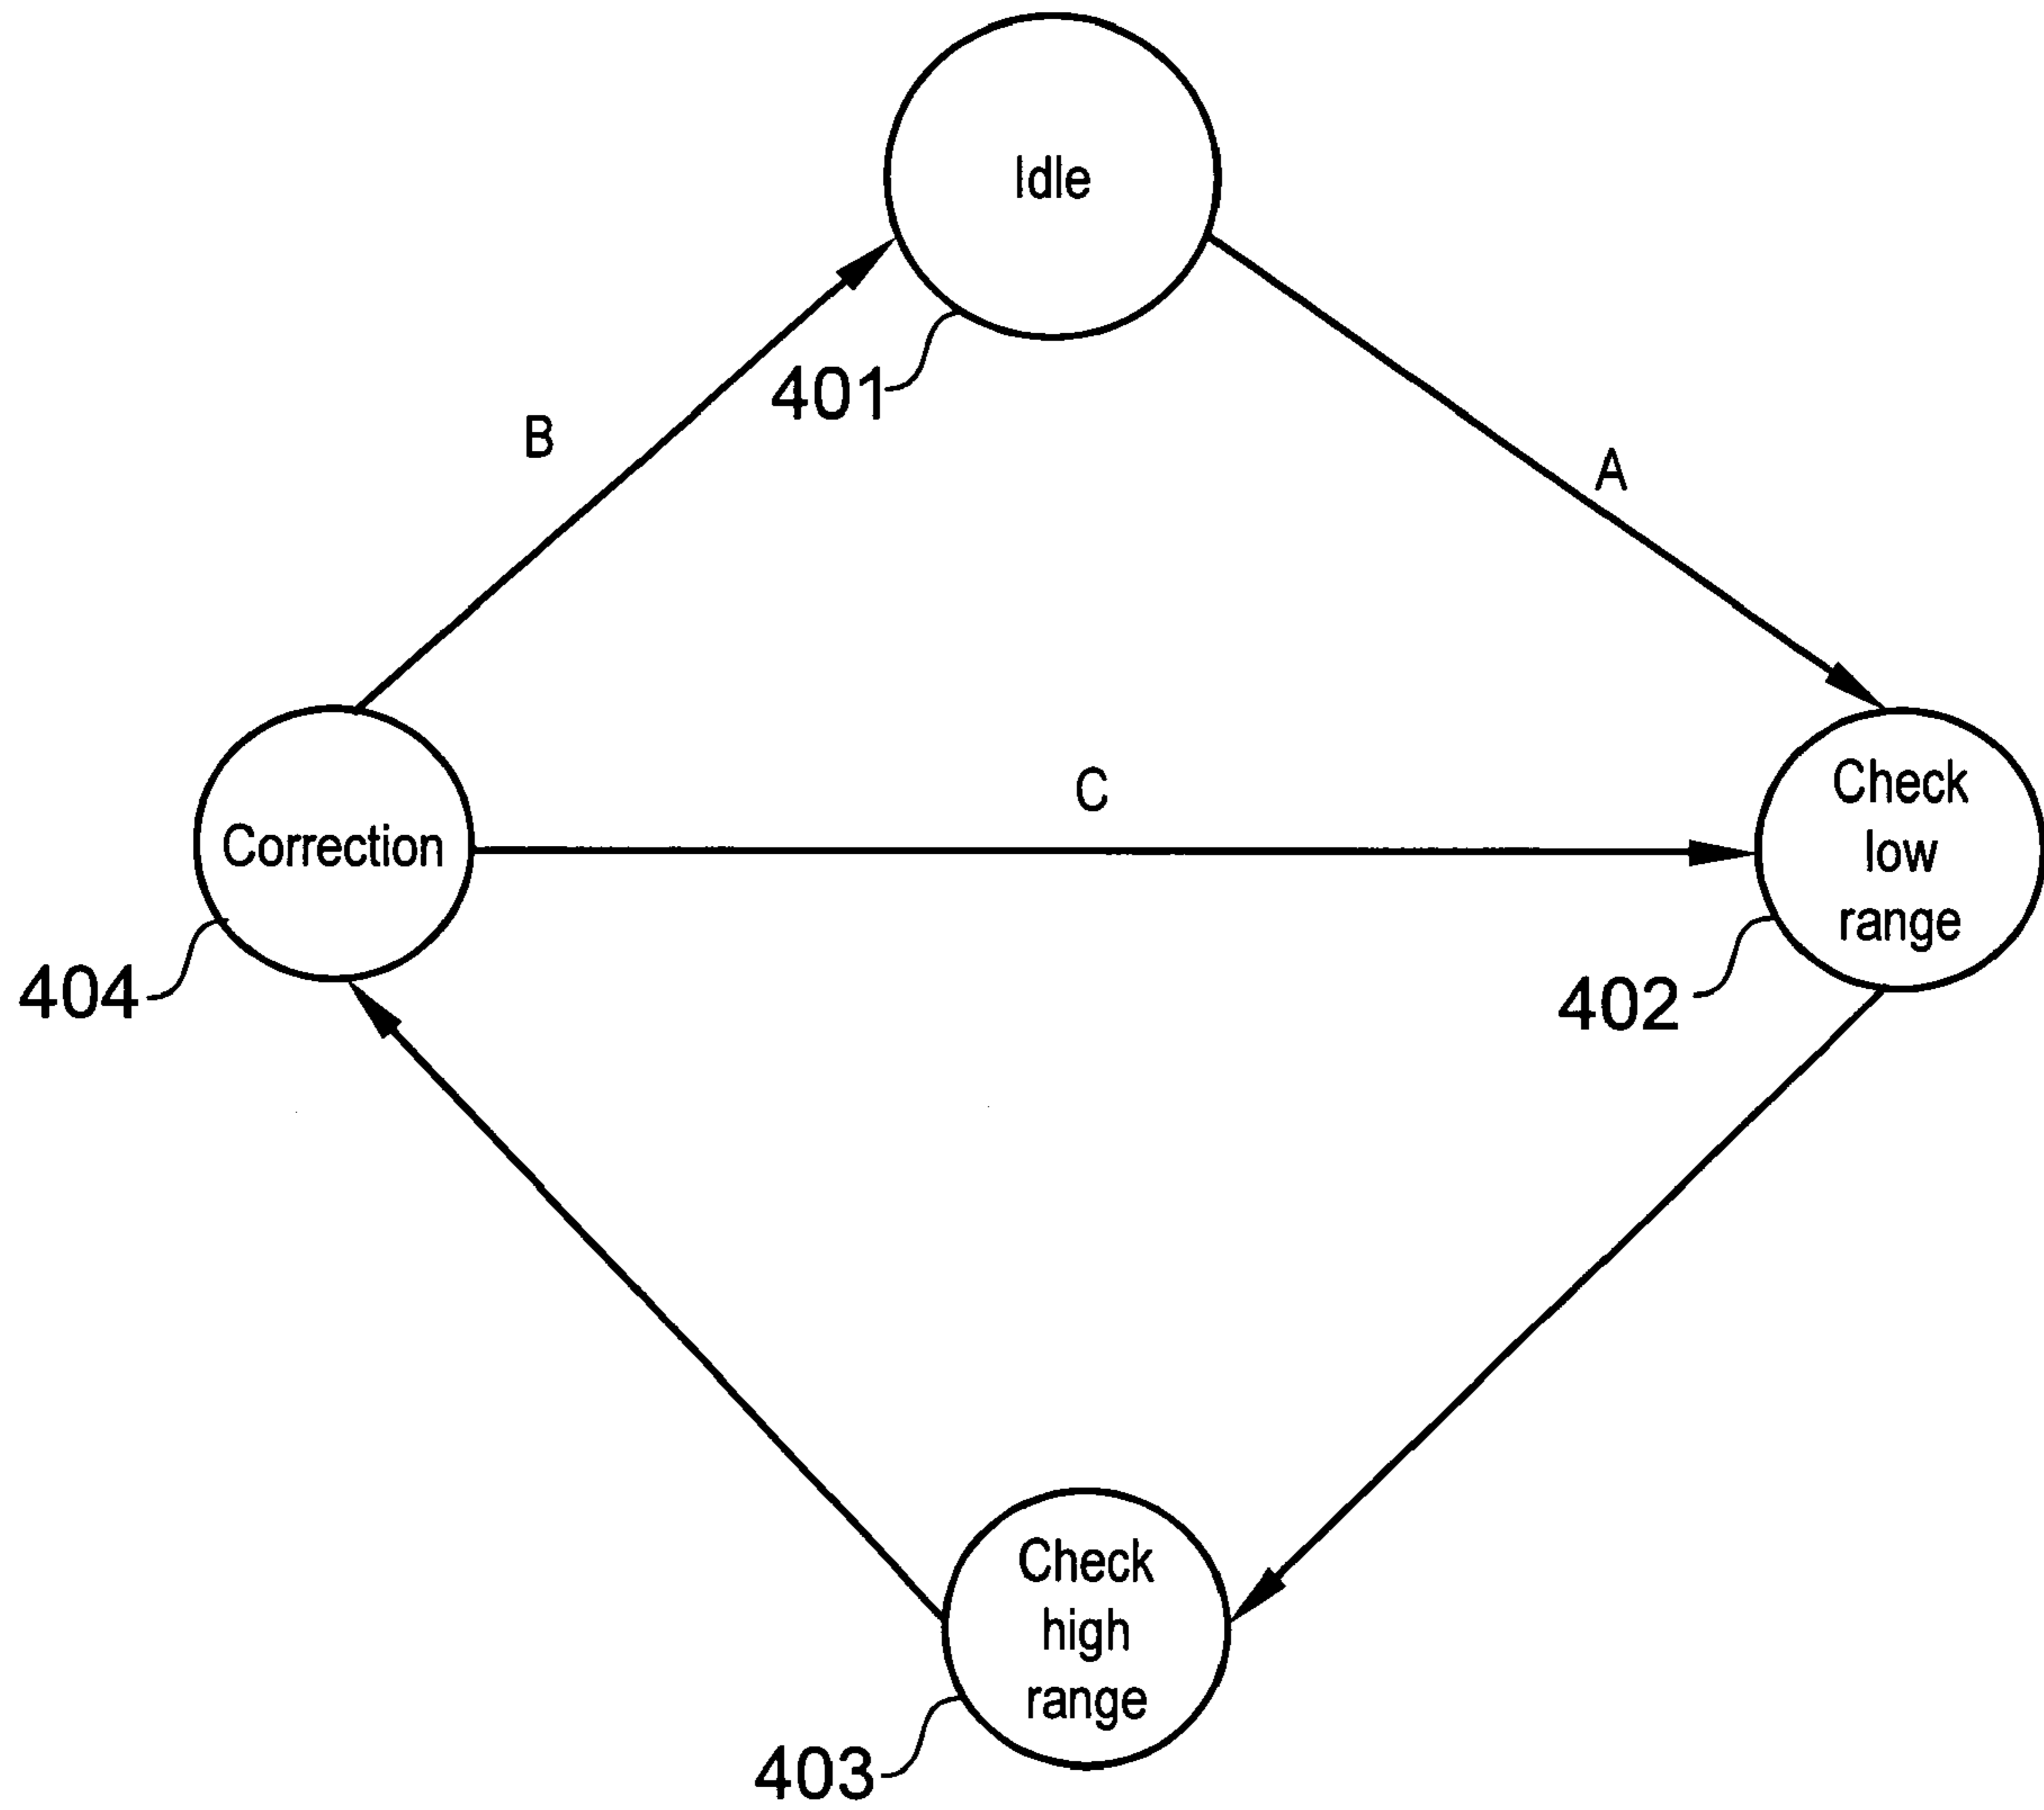 Idle
401
B
A
C
Check
low
range
Correction
404
402
Check
high
range
403